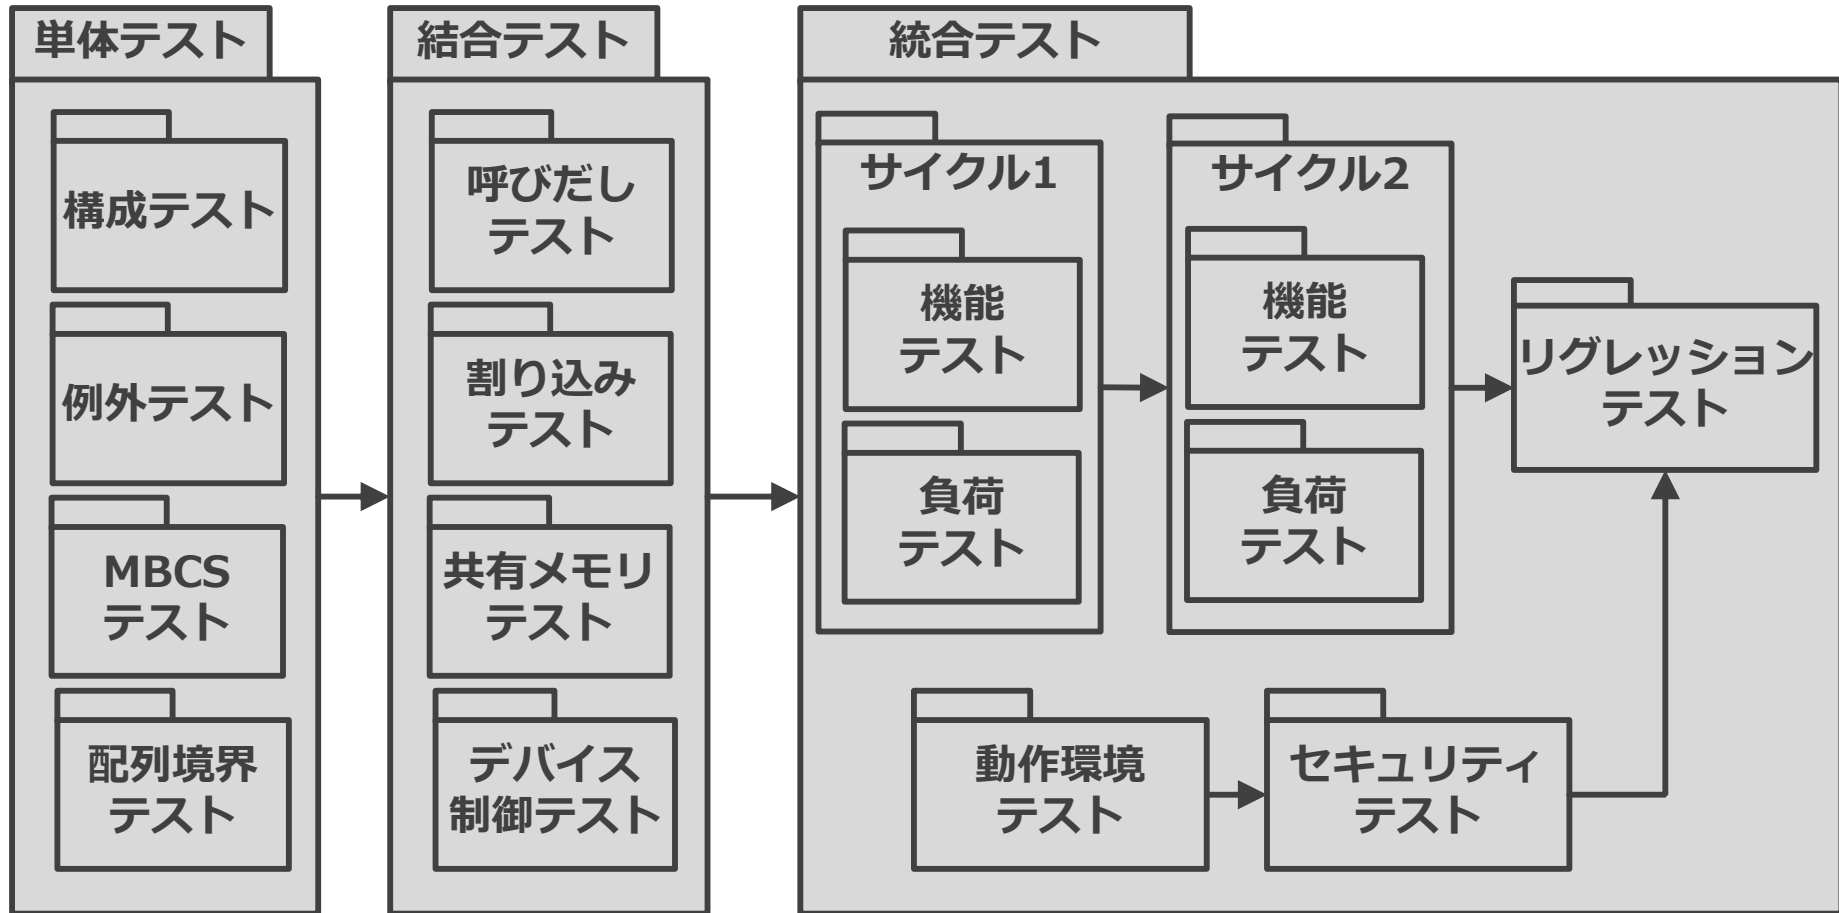 単体テスト
構成テスト
例外テスト
MBCS
テスト
配列境界
テスト
結合テスト
呼びだし
テスト
割り込み
テスト
共有メモリ
テスト
デバイス
制御テスト
統合テスト
サイクル1
機能
テスト
負荷
テスト
サイクル2
機能
テスト
負荷
テスト
リグレッション
テスト
動作環境
テスト
セキュリティ
テスト